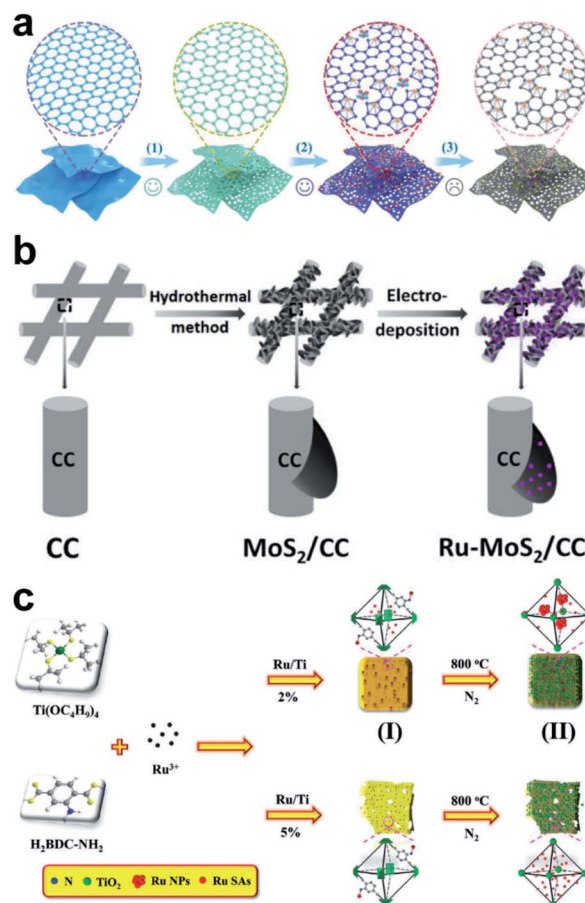 a
(1)
(2)
(3)
b
Hydrothermal
method
Electro-
deposition
CC
CC
CC
CC
MoS₂/CC
Ru-MoS₂/CC
c
Ti(OC₄H₉)₄
Ru³⁺
H₂BDC-NH₂
Ru/Ti
2%
(I)
800 °C
N₂
(II)
Ru/Ti
5%
800 °C
N₂
N
TiO₂
Ru NPs
Ru SAs